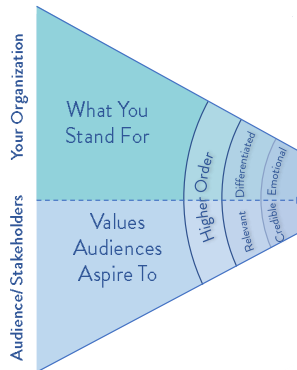 Your Organization
What You
Stand For
Higher Order
Differentiated
Emotional
Audience/Stakeholders
Values
Audiences
Aspire To
Relevant
Credible